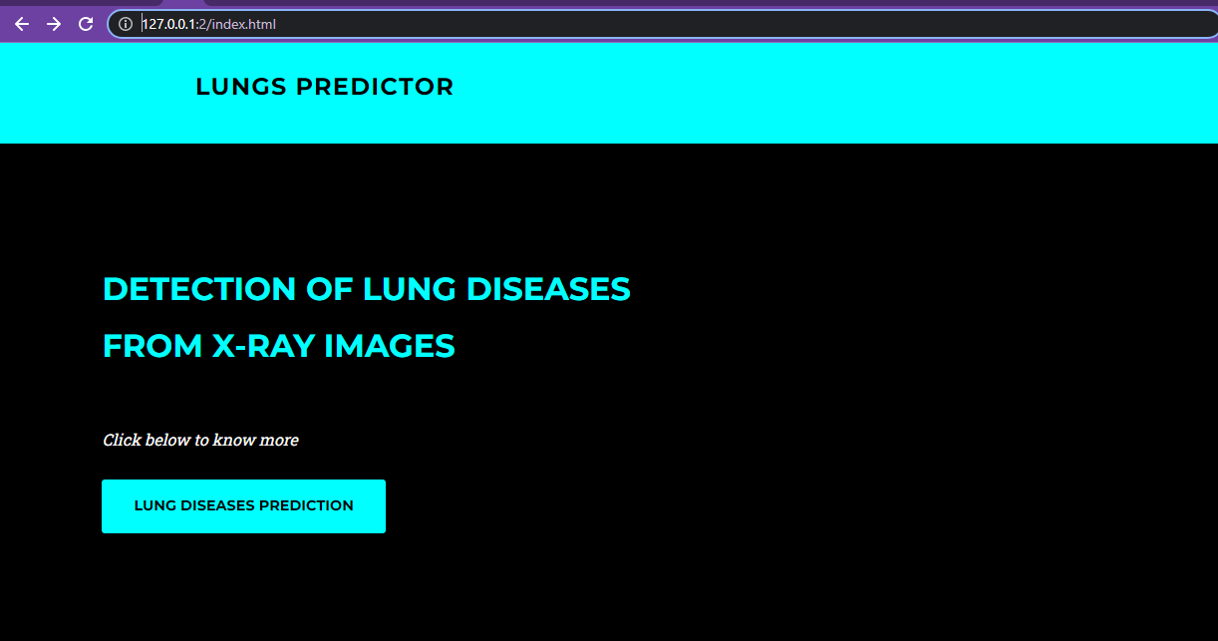 127.0.0.1:2/index.html
LUNGS PREDICTOR
DETECTION OF LUNG DISEASES
FROM X-RAY IMAGES
Click below to know more
LUNG DISEASES PREDICTION